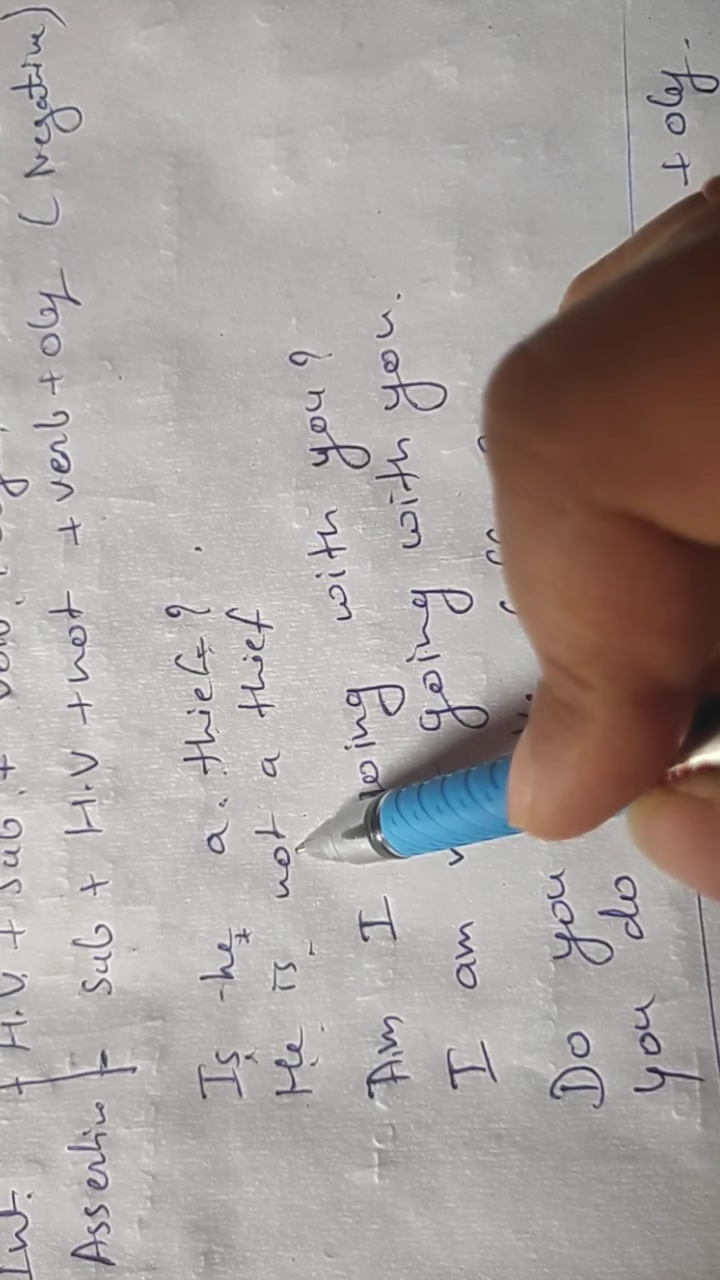 Int. + H.V + Sub +
Assertive - Sub + H.V + not + verb + obj (Negative)
Is he a thief?
He is not a thief
Am I going with you?
I am going with you.
Do you
You do
+ obj.